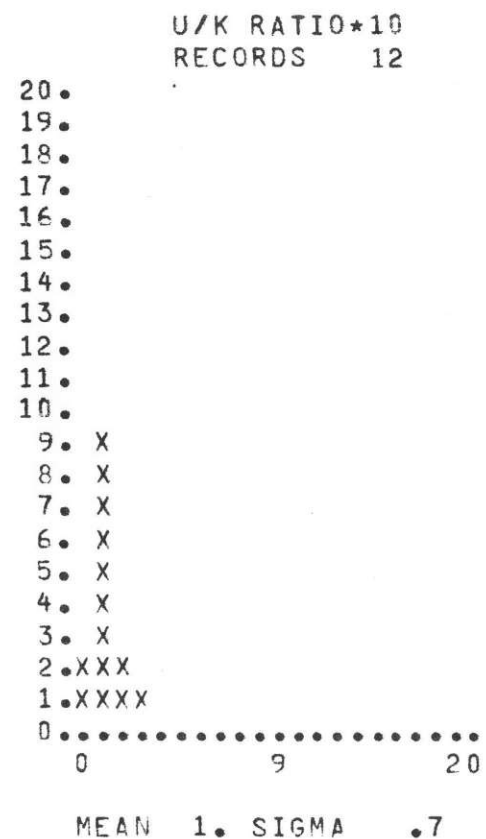 U/K RATIO*10
RECORDS 12
20.
19.
18.
17.
16.
15.
14.
13.
12.
11.
10.
9. X
8. X
7. X
6. X
5. X
4. X
3. X
2.XXX
1.XXXX
0.....................
0 9 20
MEAN 1. SIGMA .7